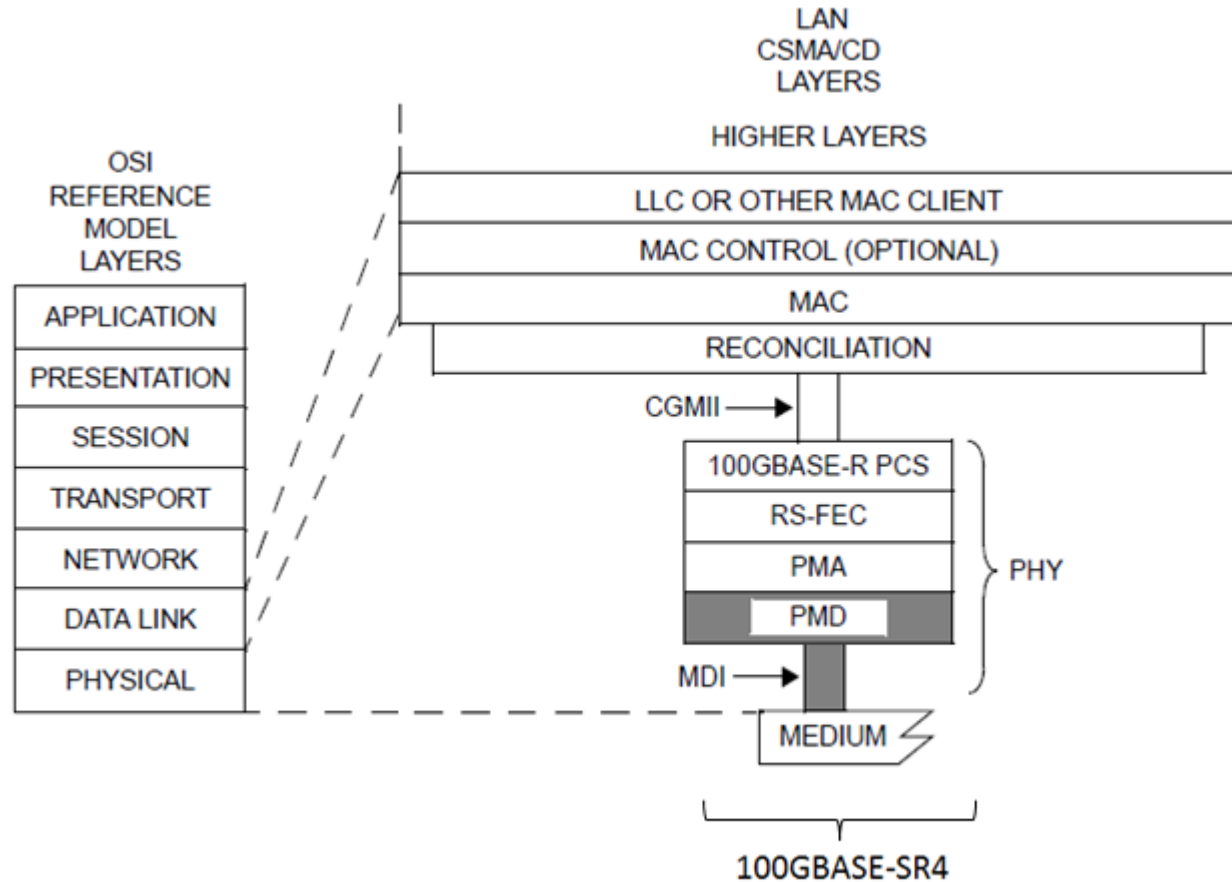 LAN
CSMA/CD
LAYERS
HIGHER LAYERS
OSI
REFERENCE
MODEL
LAYERS
APPLICATION
PRESENTATION
SESSION
TRANSPORT
NETWORK
DATA LINK
PHYSICAL
LLC OR OTHER MAC CLIENT
MAC CONTROL (OPTIONAL)
MAC
RECONCILIATION
CGMII
100GBASE-R PCS
RS-FEC
PMA
PMD
PHY
MDI
MEDIUM
100GBASE-SR4